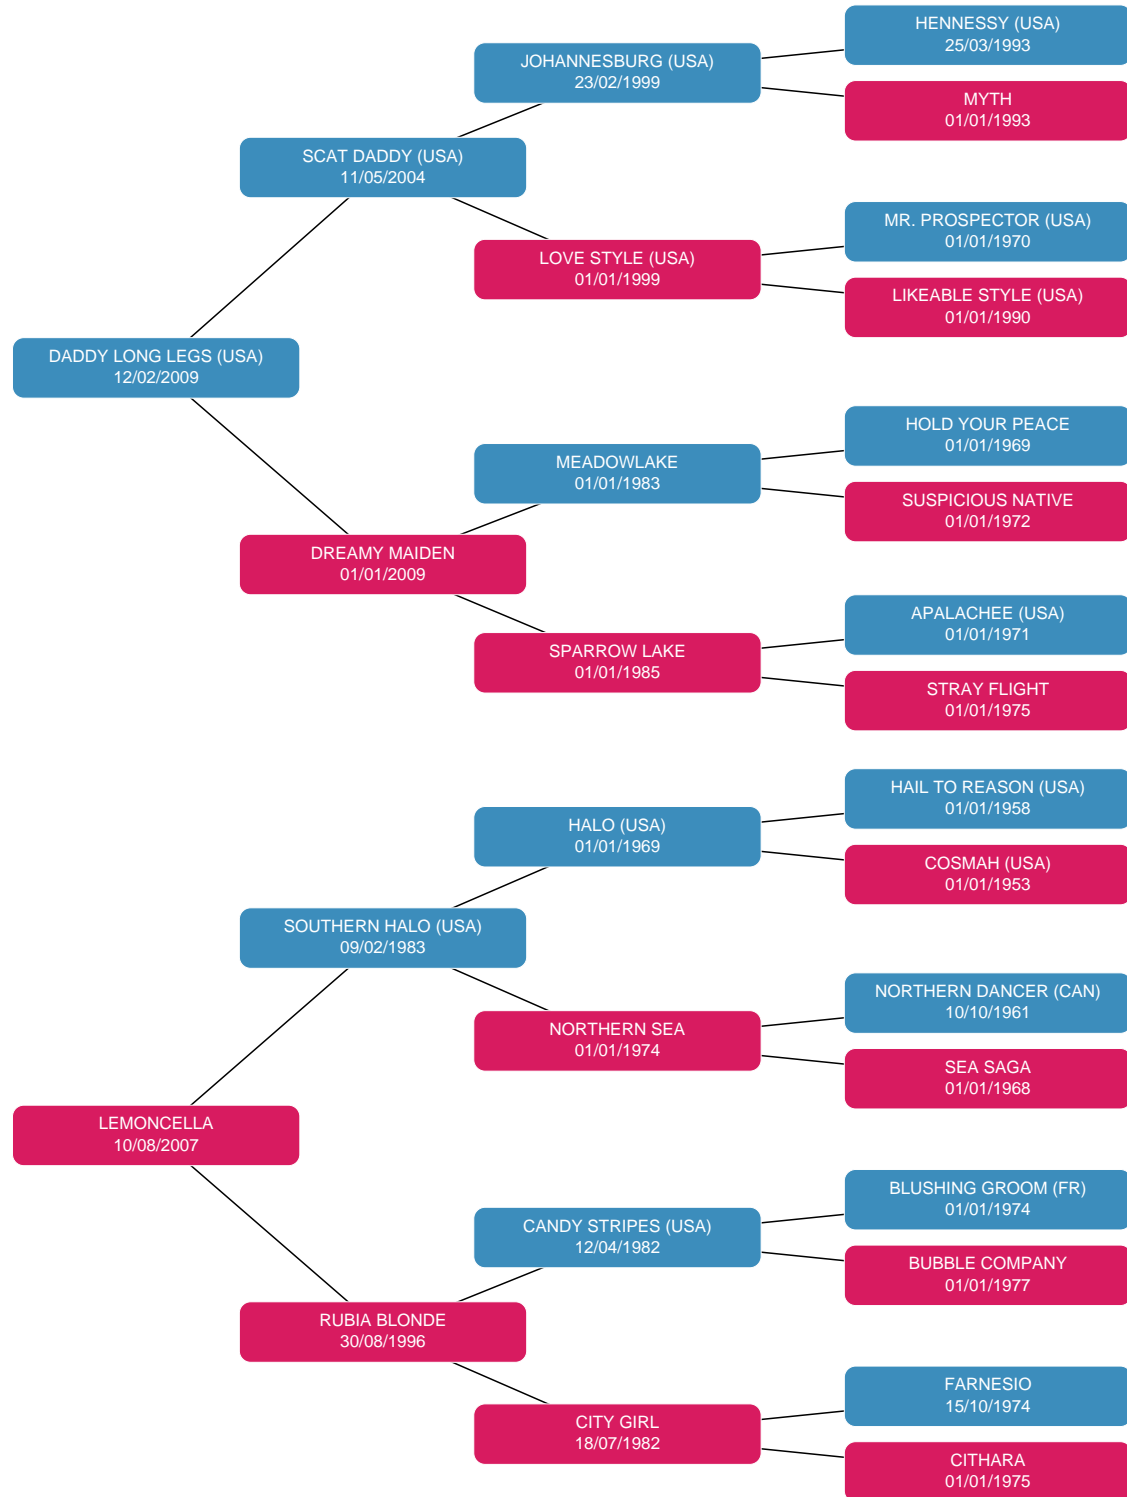 HENNESSY (USA)
25/03/1993
JOHANNESBURG (USA)
23/02/1999
MYTH
01/01/1993
SCAT DADDY (USA)
11/05/2004
MR. PROSPECTOR (USA)
01/01/1970
LOVE STYLE (USA)
01/01/1999
LIKEABLE STYLE (USA)
01/01/1990
DADDY LONG LEGS (USA)
12/02/2009
HOLD YOUR PEACE
01/01/1969
MEADOWLAKE
01/01/1983
SUSPICIOUS NATIVE
01/01/1972
DREAMY MAIDEN
01/01/2009
APALACHEE (USA)
01/01/1971
SPARROW LAKE
01/01/1985
STRAY FLIGHT
01/01/1975
HAIL TO REASON (USA)
01/01/1958
HALO (USA)
01/01/1969
COSMAH (USA)
01/01/1953
SOUTHERN HALO (USA)
09/02/1983
NORTHERN DANCER (CAN)
10/10/1961
NORTHERN SEA
01/01/1974
SEA SAGA
01/01/1968
LEMONCELLA
10/08/2007
BLUSHING GROOM (FR)
01/01/1974
CANDY STRIPES (USA)
12/04/1982
BUBBLE COMPANY
01/01/1977
RUBIA BLONDE
30/08/1996
FARNESIO
15/10/1974
CITY GIRL
18/07/1982
CITHARA
01/01/1975